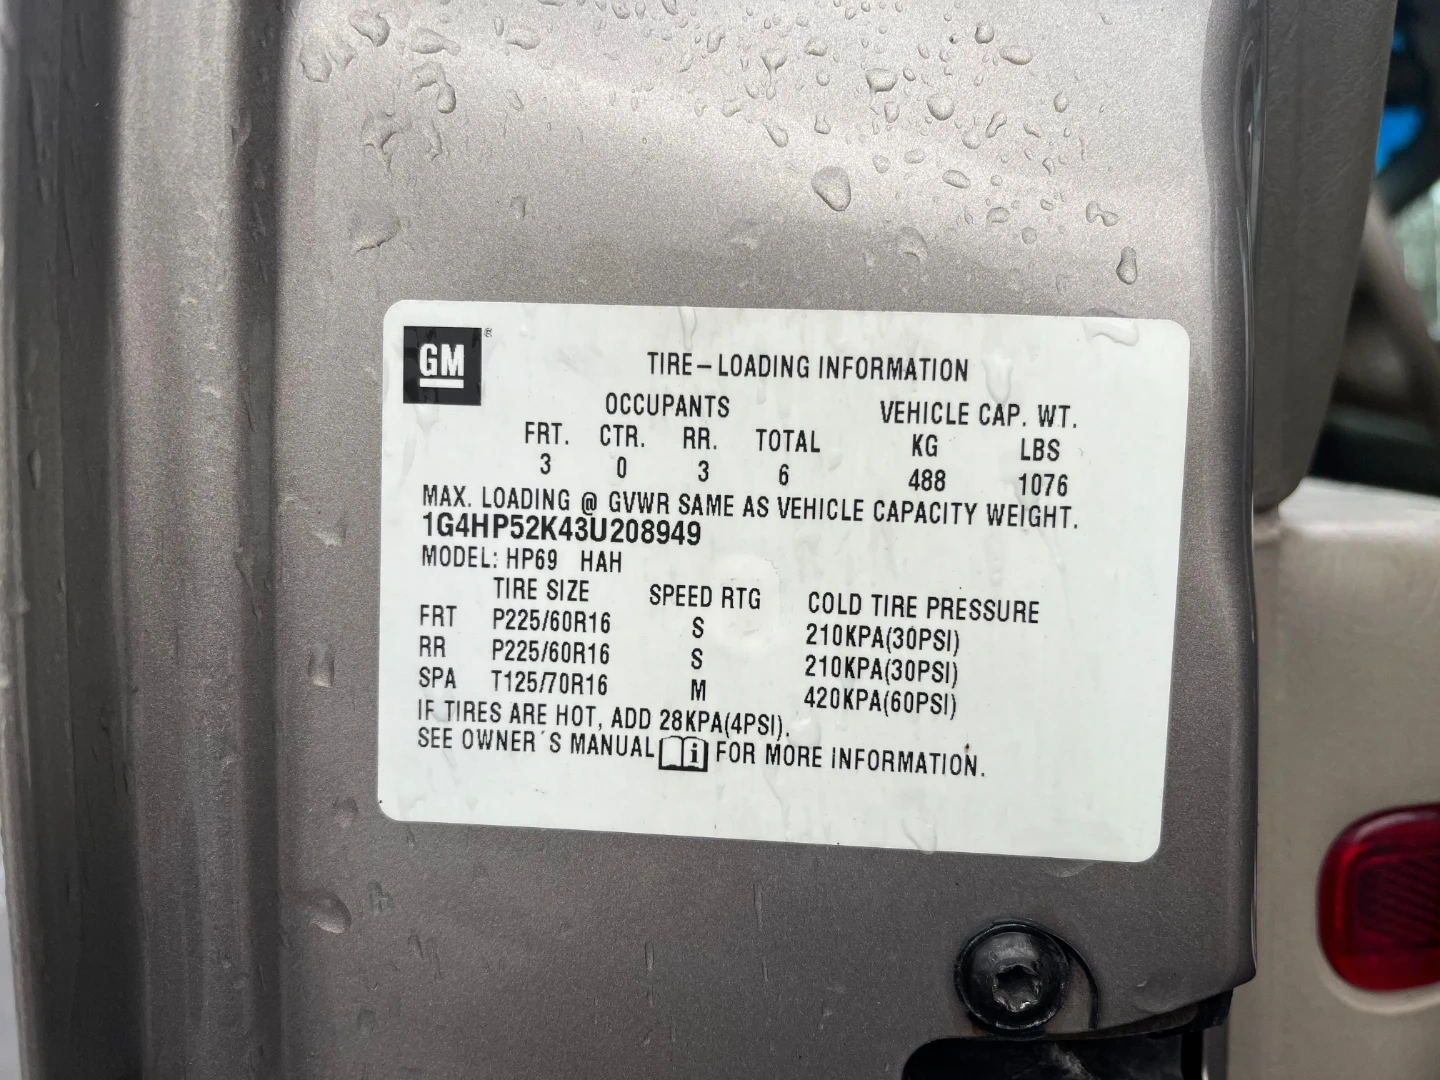 GM ®
TIRE-LOADING INFORMATION
OCCUPANTS VEHICLE CAP. WT.
FRT. CTR. RR. TOTAL KG LBS
3 0 3 6 488 1076
MAX. LOADING @ GVWR SAME AS VEHICLE CAPACITY WEIGHT.
1G4HP52K43U208949
MODEL: HP69 HAH
TIRE SIZE SPEED RTG COLD TIRE PRESSURE
FRT P225/60R16 S 210KPA(30PSI)
RR P225/60R16 S 210KPA(30PSI)
SPA T125/70R16 M 420KPA(60PSI)
IF TIRES ARE HOT, ADD 28KPA(4PSI).
SEE OWNER'S MANUAL i FOR MORE INFORMATION.